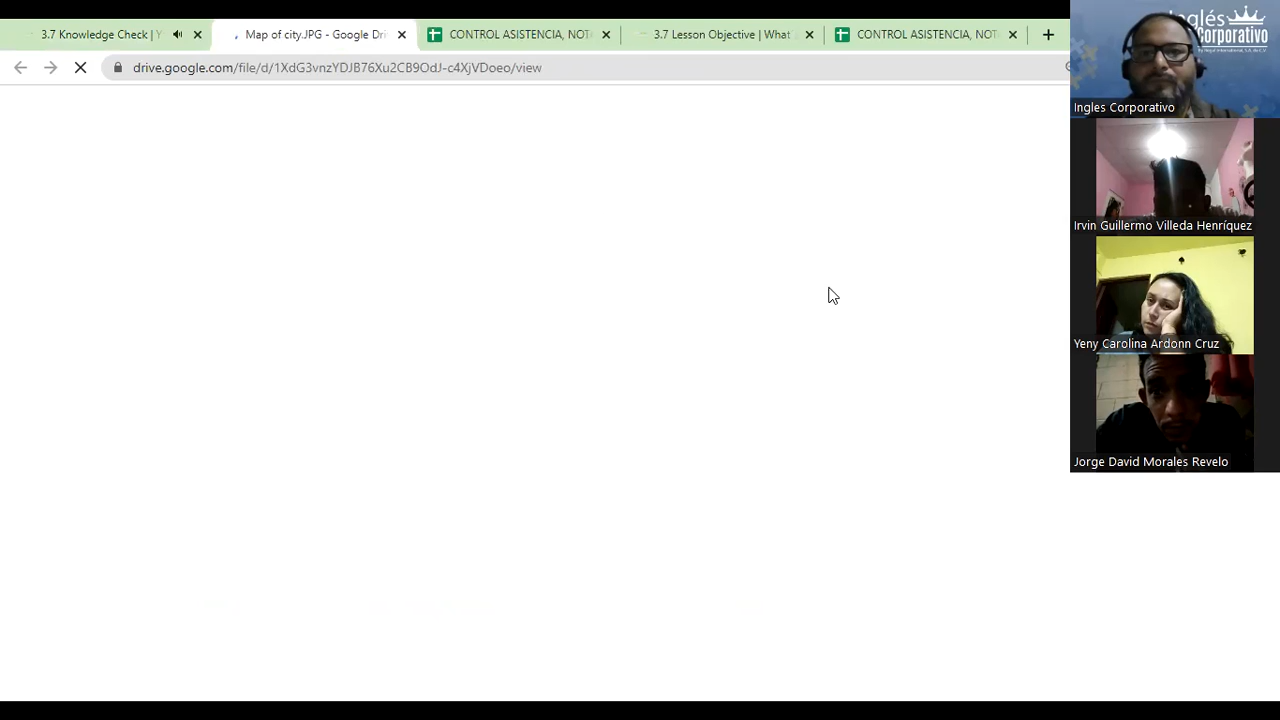 3.7 Knowledge Check | Y
Map of city.JPG - Google Dri
CONTROL ASISTENCIA, NOT
3.7 Lesson Objective | What
CONTROL ASISTENCIA, NOT
drive.google.com/file/d/1XdG3vnzYDJB76Xu2CB9OdJ-c4XjVDoeo/view
Inglés
Corporativo
Ingles Corporativo
Irvin Guillermo Villeda Henríquez
Yeny Carolina Ardonn Cruz
Jorge David Morales Revelo